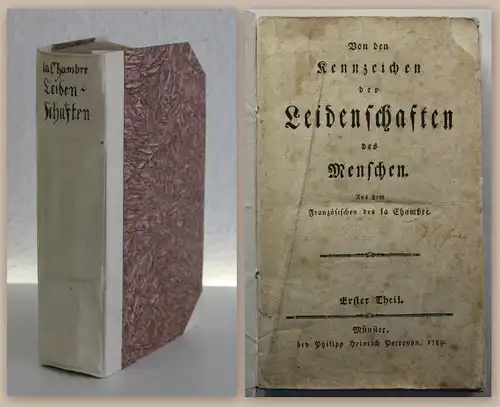 la Chambre
Leiden-
schaften
Von den
Kennzeichen
der
Leidenschaften
des
Menschen.
Aus dem
Französischen des la Chambre.
Erster Theil.
Münster,
bey Philipp Heinrich Perrenon, 1789.